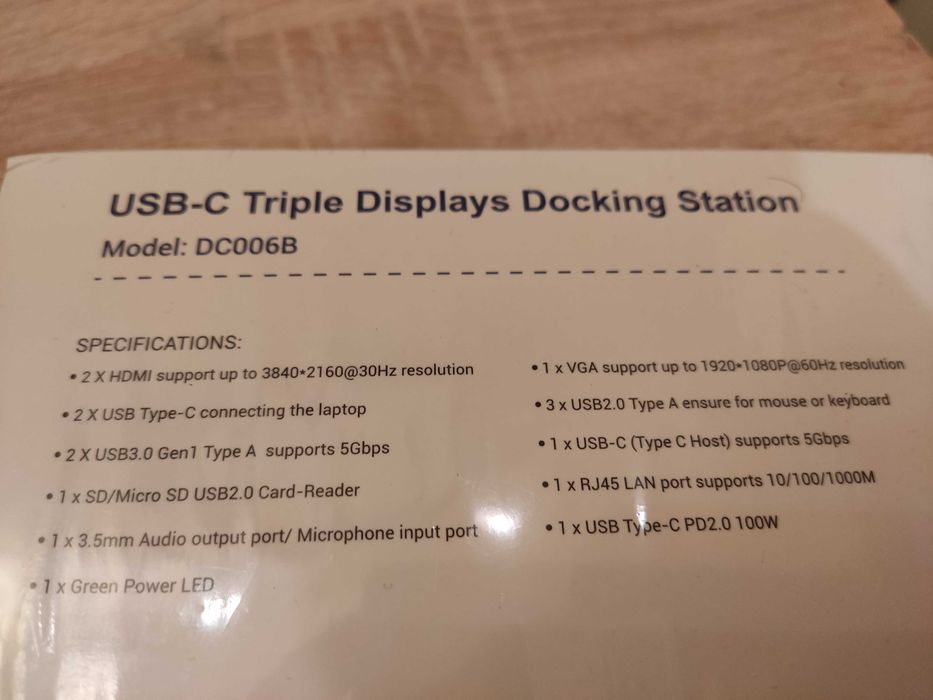 USB-C Triple Displays Docking Station
Model: DC006B
SPECIFICATIONS:
• 2 X HDMI support up to 3840*2160@30Hz resolution
• 2 X USB Type-C connecting the laptop
• 2 X USB3.0 Gen1 Type A supports 5Gbps
• 1 x SD/Micro SD USB2.0 Card-Reader
• 1 x 3.5mm Audio output port/ Microphone input port
• 1 x Green Power LED
• 1 x VGA support up to 1920*1080P@60Hz resolution
• 3 x USB2.0 Type A ensure for mouse or keyboard
• 1 x USB-C (Type C Host) supports 5Gbps
• 1 x RJ45 LAN port supports 10/100/1000M
• 1 x USB Type-C PD2.0 100W